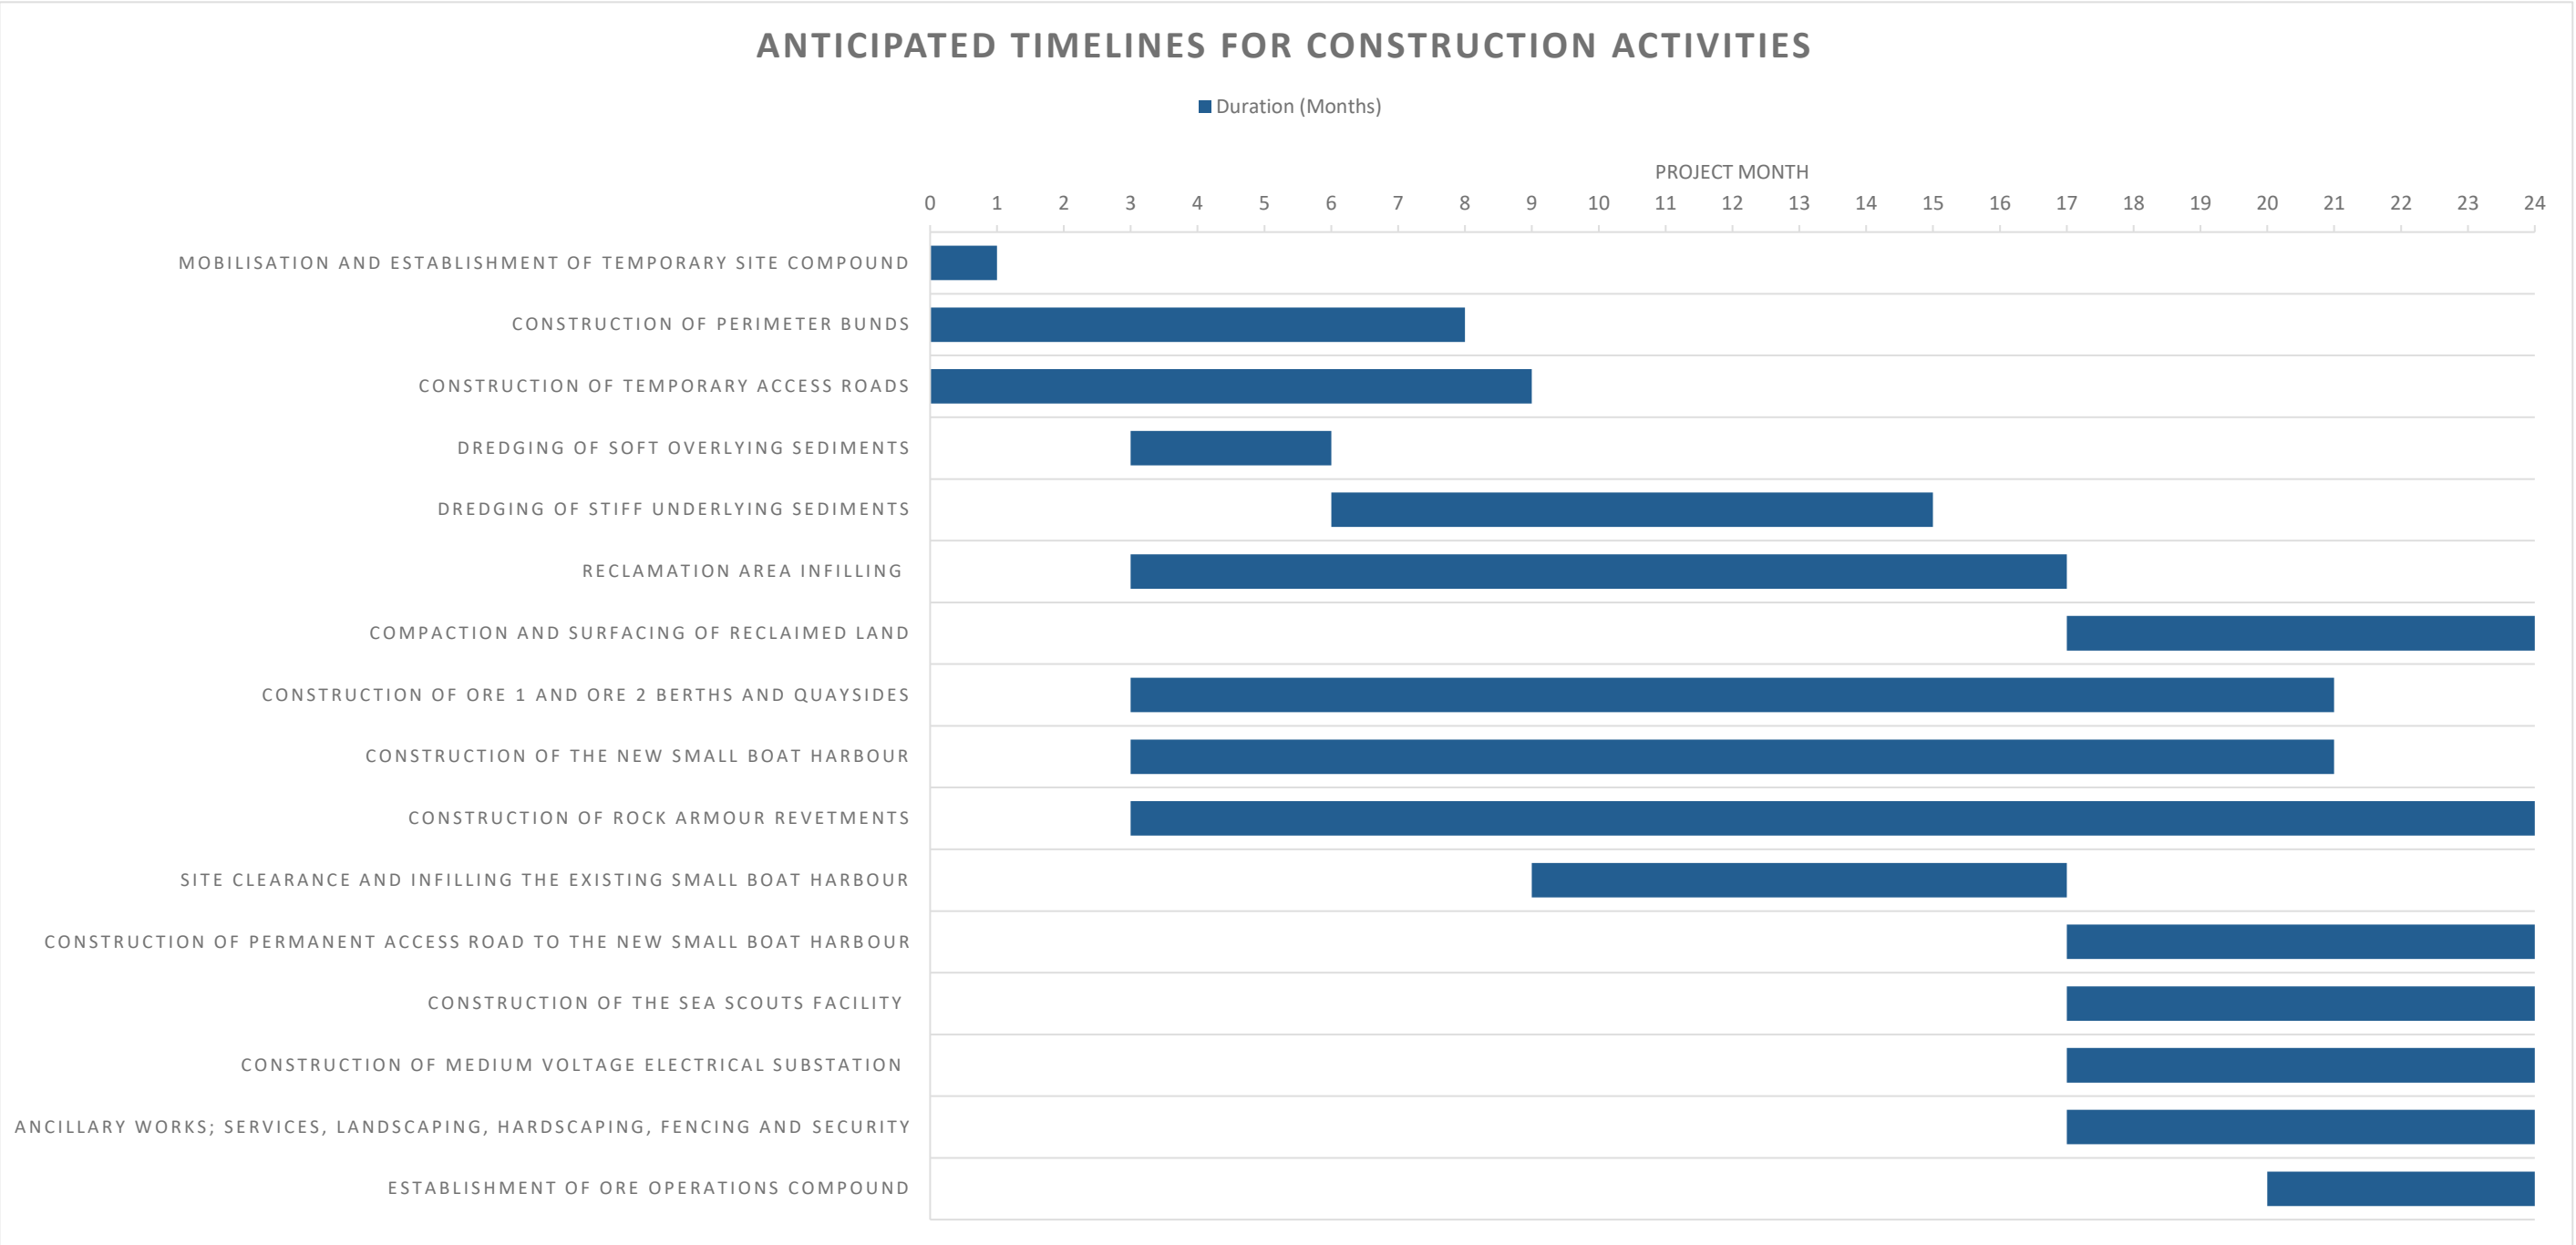 ANTICIPATED TIMELINES FOR CONSTRUCTION ACTIVITIES
Duration (Months)
PROJECT MONTH
0 1 2 3 4 5 6 7 8 9 10 11 12 13 14 15 16 17 18 19 20 21 22 23 24
MOBILISATION AND ESTABLISHMENT OF TEMPORARY SITE COMPOUND
CONSTRUCTION OF PERIMETER BUNDS
CONSTRUCTION OF TEMPORARY ACCESS ROADS
DREDGING OF SOFT OVERLYING SEDIMENTS
DREDGING OF STIFF UNDERLYING SEDIMENTS
RECLAMATION AREA INFILLING
COMPACTION AND SURFACING OF RECLAIMED LAND
CONSTRUCTION OF ORE 1 AND ORE 2 BERTHS AND QUAYSIDES
CONSTRUCTION OF THE NEW SMALL BOAT HARBOUR
CONSTRUCTION OF ROCK ARMOUR REVETMENTS
SITE CLEARANCE AND INFILLING THE EXISTING SMALL BOAT HARBOUR
CONSTRUCTION OF PERMANENT ACCESS ROAD TO THE NEW SMALL BOAT HARBOUR
CONSTRUCTION OF THE SEA SCOUTS FACILITY
CONSTRUCTION OF MEDIUM VOLTAGE ELECTRICAL SUBSTATION
ANCILLARY WORKS; SERVICES, LANDSCAPING, HARDSCAPING, FENCING AND SECURITY
ESTABLISHMENT OF ORE OPERATIONS COMPOUND